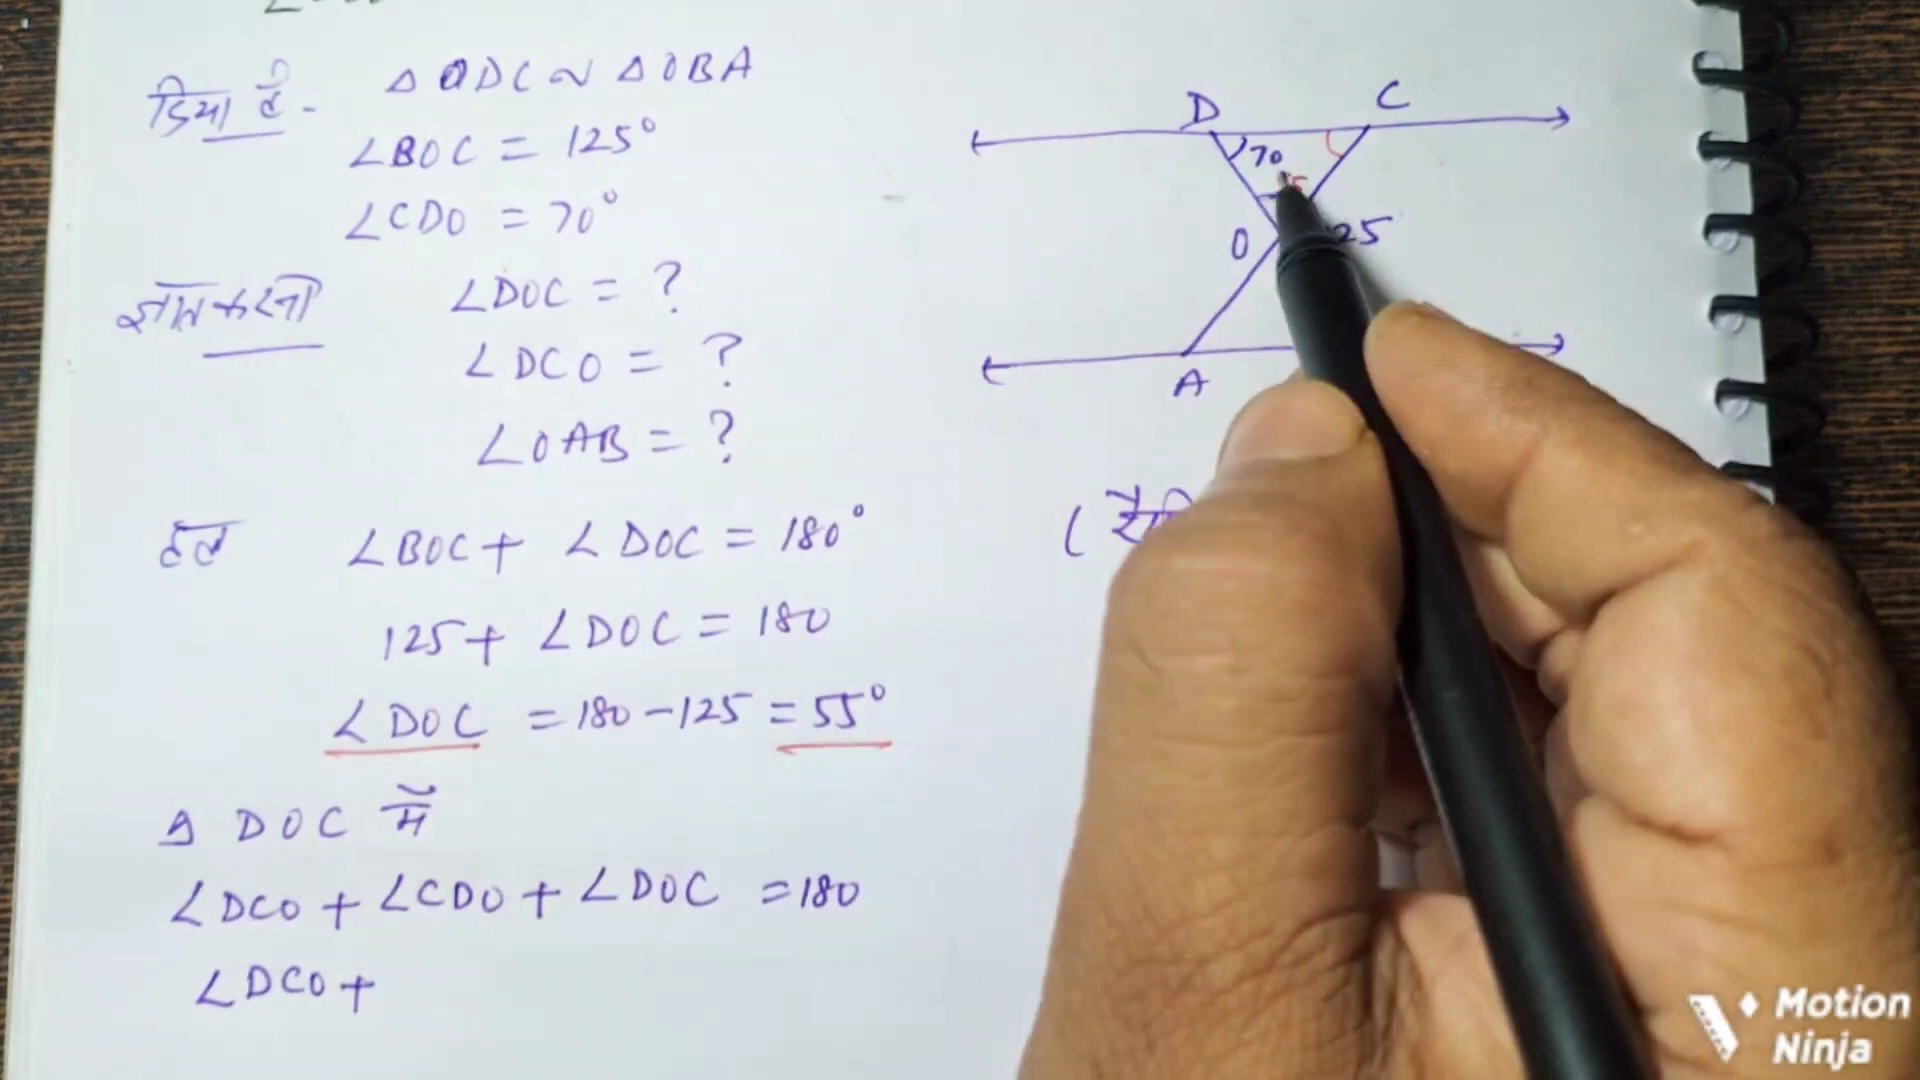 दिया है - △ ODC ~ △ OBA
∠BOC = 125°
∠CDO = 70°
ज्ञात करना ∠DOC = ?
∠DCO = ?
∠OAB = ?
हल ∠BOC + ∠DOC = 180°
125 + ∠DOC = 180
∠DOC = 180 - 125 = 55°
△ DOC में
∠DCO + ∠CDO + ∠DOC = 180
∠DCO +
D C
70
O 25
A
Motion
Ninja